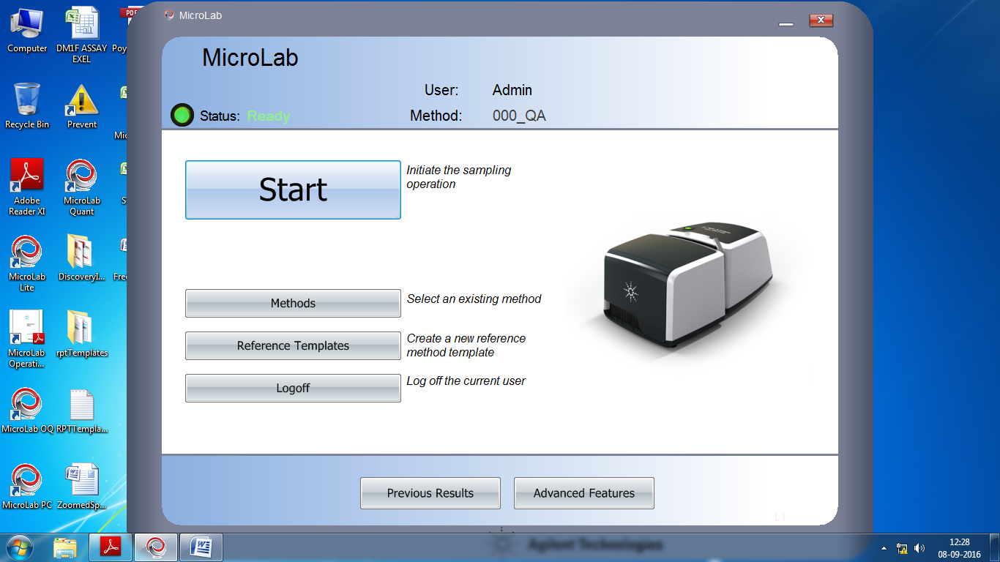 MicroLab
MicroLab
User: Admin
Status: Ready
Method: 000_QA
Start
Initiate the sampling
operation
Methods
Select an existing method
Reference Templates
Create a new reference
method template
Logoff
Log off the current user
Previous Results
Advanced Features
LT
Computer
DM1F ASSAY
EXEL
PDF
Poy
Recycle Bin
Prevent
Mic
Adobe
Reader XI
MicroLab
Quant
S
MicroLab
Lite
DiscoveryI...
Free
MicroLab
Operati...
rptTemplates
MicroLab OQ
RPTTempla...
MicroLab PC
ZoomedSp...
Agilent Technologies
12:28
08-09-2016